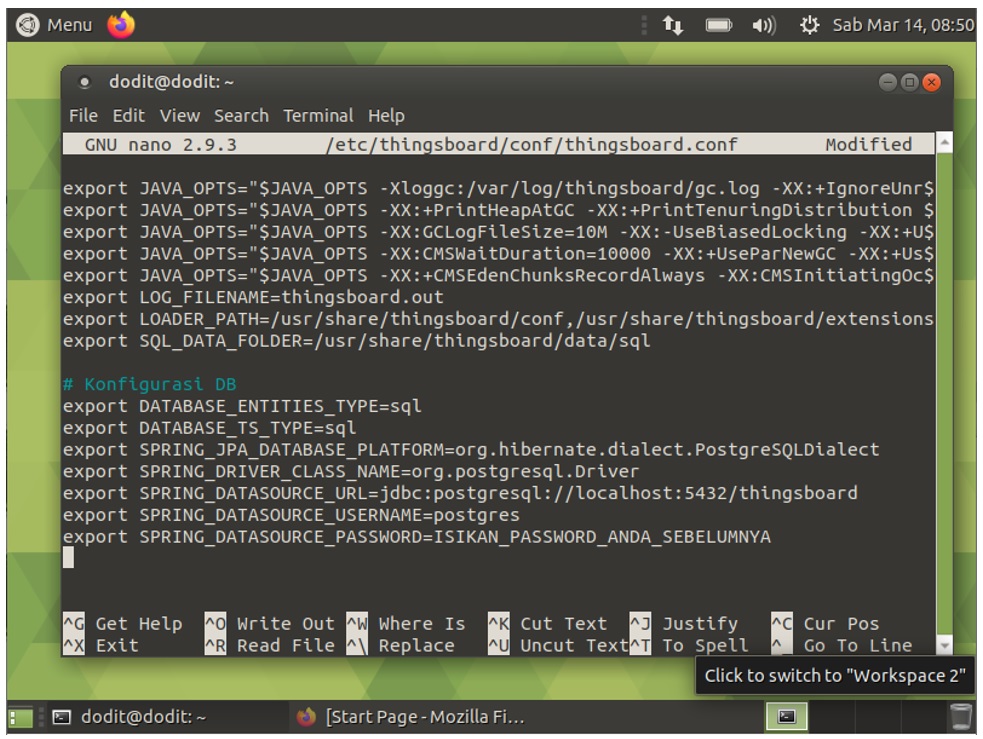 Menu
Sab Mar 14, 08:50
dodit@dodit: ~
File Edit View Search Terminal Help
GNU nano 2.9.3 /etc/thingsboard/conf/thingsboard.conf Modified
export JAVA_OPTS="$JAVA_OPTS -Xloggc:/var/log/thingsboard/gc.log -XX:+IgnoreUnr$
export JAVA_OPTS="$JAVA_OPTS -XX:+PrintHeapAtGC -XX:+PrintTenuringDistribution $
export JAVA_OPTS="$JAVA_OPTS -XX:GCLogFileSize=10M -XX:-UseBiasedLocking -XX:+U$
export JAVA_OPTS="$JAVA_OPTS -XX:CMSWaitDuration=10000 -XX:+UseParNewGC -XX:+Us$
export JAVA_OPTS="$JAVA_OPTS -XX:+CMSEdenChunksRecordAlways -XX:CMSInitiatingOc$
export LOG_FILENAME=thingsboard.out
export LOADER_PATH=/usr/share/thingsboard/conf,/usr/share/thingsboard/extensions
export SQL_DATA_FOLDER=/usr/share/thingsboard/data/sql
# Konfigurasi DB
export DATABASE_ENTITIES_TYPE=sql
export DATABASE_TS_TYPE=sql
export SPRING_JPA_DATABASE_PLATFORM=org.hibernate.dialect.PostgreSQLDialect
export SPRING_DRIVER_CLASS_NAME=org.postgresql.Driver
export SPRING_DATASOURCE_URL=jdbc:postgresql://localhost:5432/thingsboard
export SPRING_DATASOURCE_USERNAME=postgres
export SPRING_DATASOURCE_PASSWORD=ISIKAN_PASSWORD_ANDA_SEBELUMNYA
^G Get Help ^O Write Out ^W Where Is ^K Cut Text ^J Justify ^C Cur Pos
^X Exit ^R Read File ^\ Replace ^U Uncut Text ^T To Spell ^_ Go To Line
Click to switch to "Workspace 2"
dodit@dodit: ~
[Start Page - Mozilla Fi...